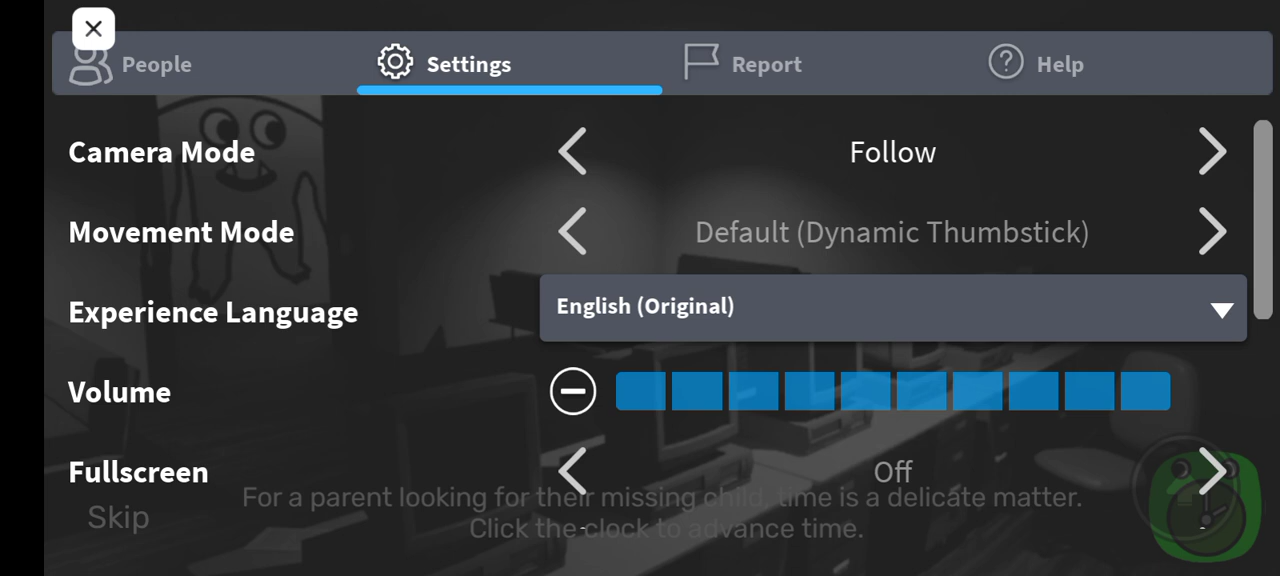 People
Settings
Report
Help
Camera Mode
Follow
Movement Mode
Default (Dynamic Thumbstick)
Experience Language
English (Original)
Volume
Fullscreen
Off
For a parent looking for their missing child, time is a delicate matter.
Skip
Click the clock to advance time.